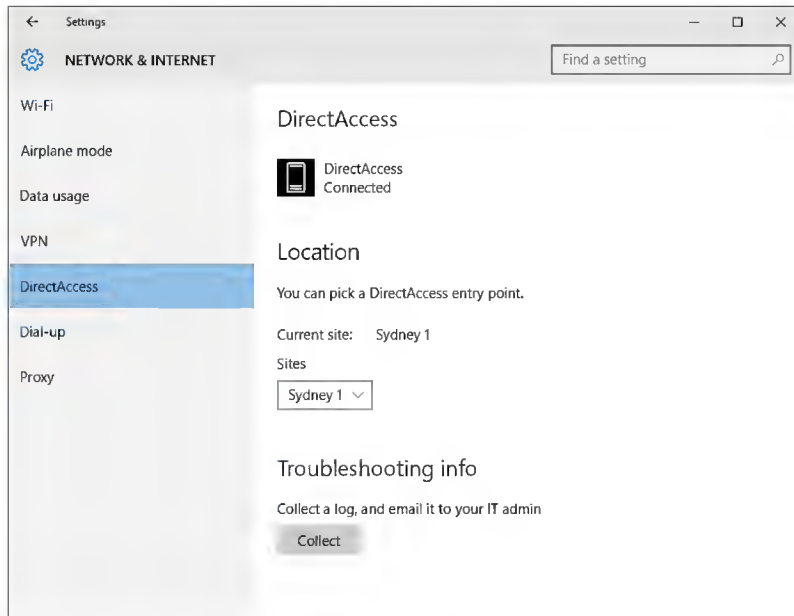 Settings
NETWORK & INTERNET
Find a setting
Wi-Fi
Airplane mode
Data usage
VPN
DirectAccess
Dial-up
Proxy
DirectAccess
DirectAccess
Connected
Location
You can pick a DirectAccess entry point.
Current site: Sydney 1
Sites
Sydney 1
Troubleshooting info
Collect a log, and email it to your IT admin
Collect